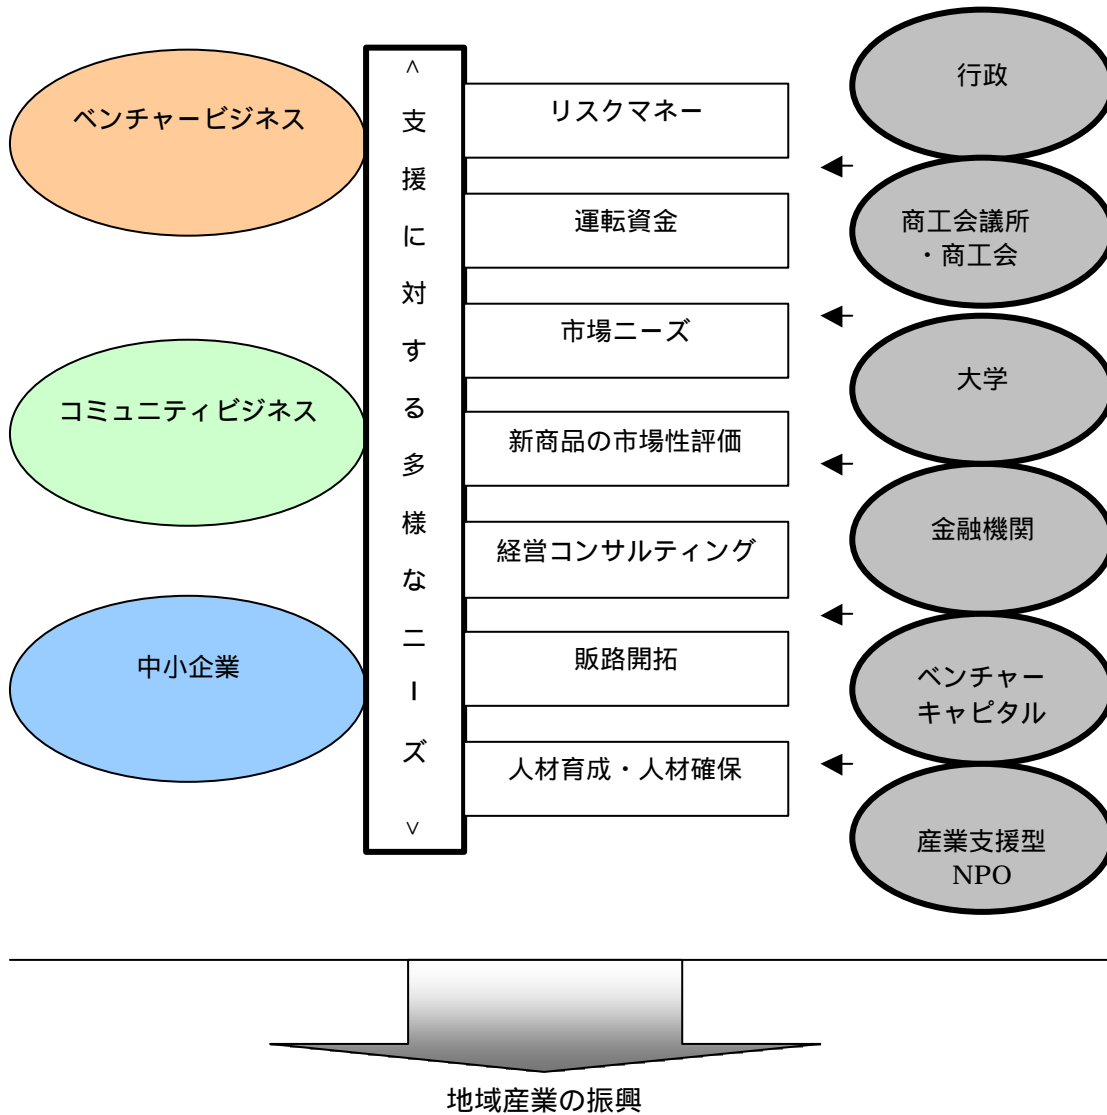 ベンチャービジネス
コミュニティビジネス
中小企業
<支援に対する多様なニーズ>
リスクマネー
運転資金
市場ニーズ
新商品の市場性評価
経営コンサルティング
販路開拓
人材育成・人材確保
行政
商工会議所
・商工会
大学
金融機関
ベンチャー
キャピタル
産業支援型
NPO
地域産業の振興